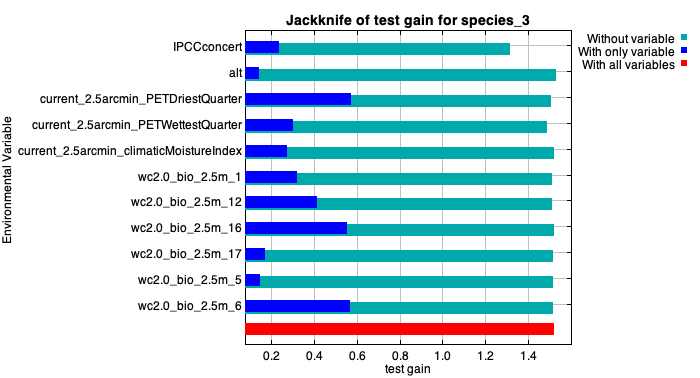 Jackknife of test gain for species_3
Without variable
With only variable
With all variables
Environmental Variable
IPCCconcert
alt
current_2.5arcmin_PETDriestQuarter
current_2.5arcmin_PETWettestQuarter
current_2.5arcmin_climaticMoistureIndex
wc2.0_bio_2.5m_1
wc2.0_bio_2.5m_12
wc2.0_bio_2.5m_16
wc2.0_bio_2.5m_17
wc2.0_bio_2.5m_5
wc2.0_bio_2.5m_6
0.2 0.4 0.6 0.8 1.0 1.2 1.4
test gain